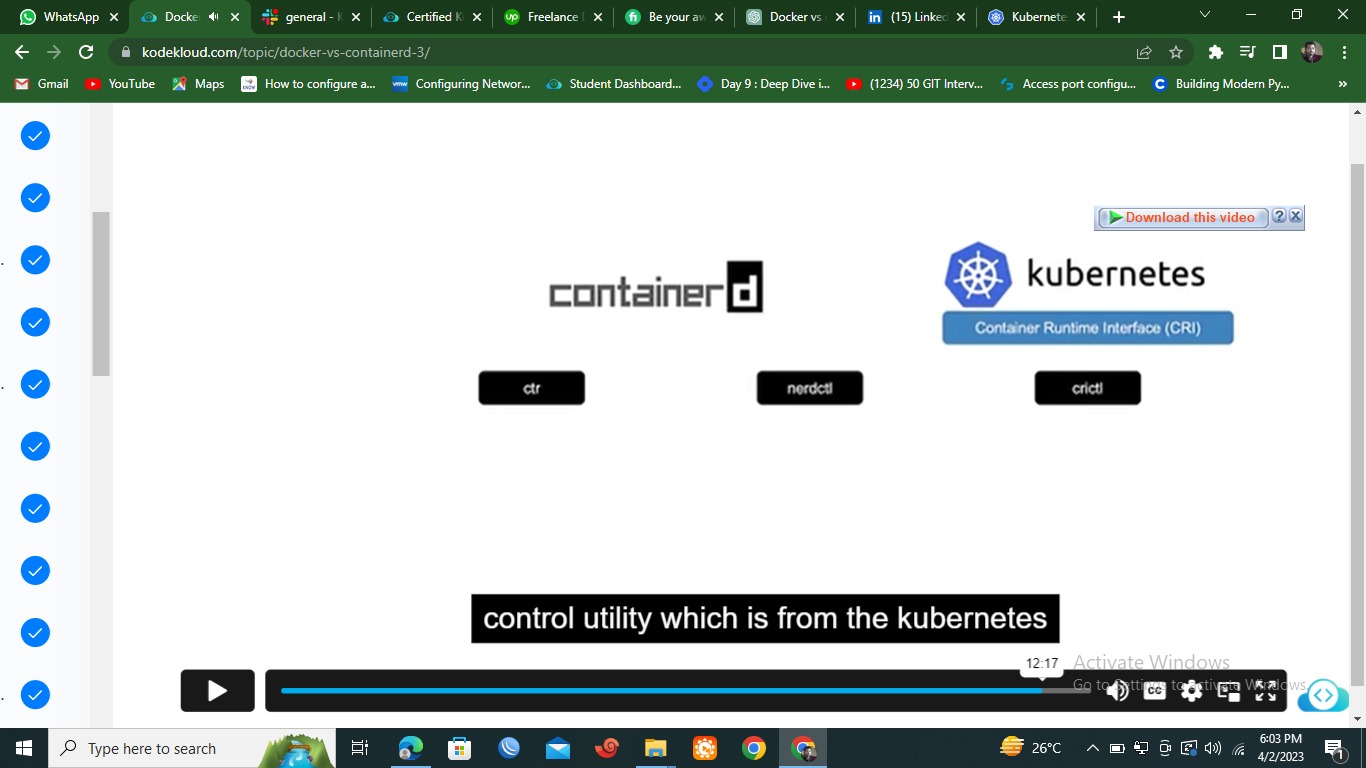 WhatsApp
Docke
general - K
Certified K
Freelance
Be your aw
Docker vs
(15) Linked
Kubernete
kodekloud.com/topic/docker-vs-containerd-3/
Gmail
YouTube
Maps
How to configure a...
Configuring Networ...
Student Dashboard...
Day 9 : Deep Dive i...
(1234) 50 GIT Interv...
Access port configu...
Building Modern Py...
»
Download this video
? X
containerd
kubernetes
Container Runtime Interface (CRI)
ctr
nerdctl
crictl
control utility which is from the kubernetes
12:17
Activate Windows
Go to Settings to activate Windows.
CC
Type here to search
26°C
6:03 PM
4/2/2023
1